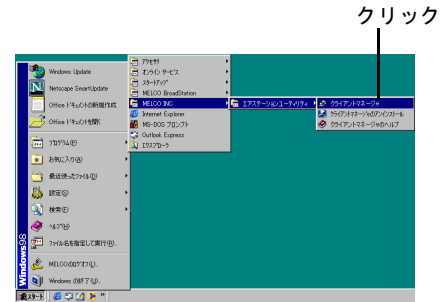 クリック
Windows Update
Netscape SmartUpdate
Office ドキュメントの新規作成
Office ドキュメントを開く
プログラム(P)
お気に入り(A)
最近使ったファイル(D)
設定(S)
検索(F)
ヘルプ(H)
ファイル名を指定して実行(R)...
MELCOのログオフ(L)...
Windows の終了(U)...
Windows98
スタート
アクセサリ
オンライン サービス
スタートアップ
MELCO BroadStation
MELCO INC
Internet Explorer
MS-DOS プロンプト
Outlook Express
エクスプローラ
エアステーションユーティリティ
クライアントマネージャ
クライアントマネージャのアンインストール
クライアントマネージャのヘルプ